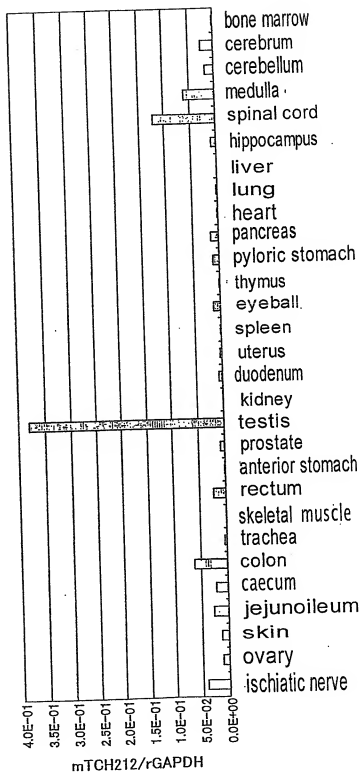 bone marrow
cerebrum
cerebellum
medulla
spinal cord
hippocampus
liver
lung
heart
pancreas
pyloric stomach
thymus
eyeball
spleen
uterus
duodenum
kidney
testis
prostate
anterior stomach
rectum
skeletal muscle
trachea
colon
caecum
jejunoileum
skin
ovary
ischiatic nerve
4.0E-01
3.5E-01
3.0E-01
2.5E-01
2.0E-01
1.5E-01
1.0E-01
5.0E-02
0.0E+00
mTCH212/rGAPDH